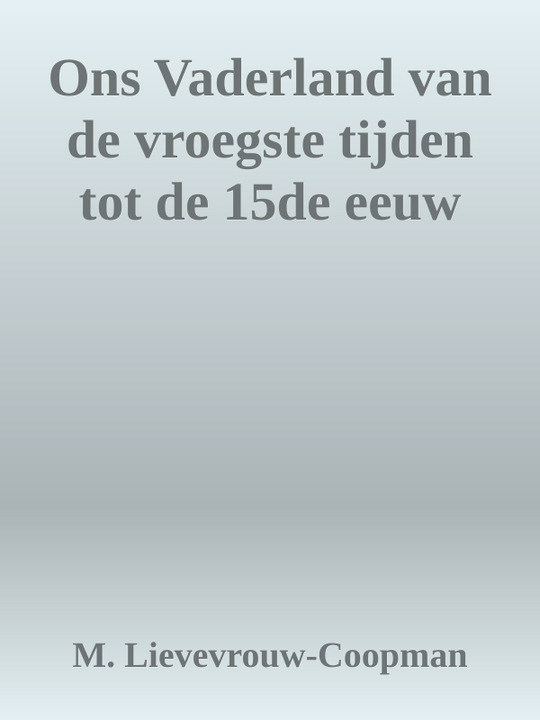 Ons Vaderland van
de vroegste tijden
tot de 15de eeuw
M. Lievevrouw-Coopman